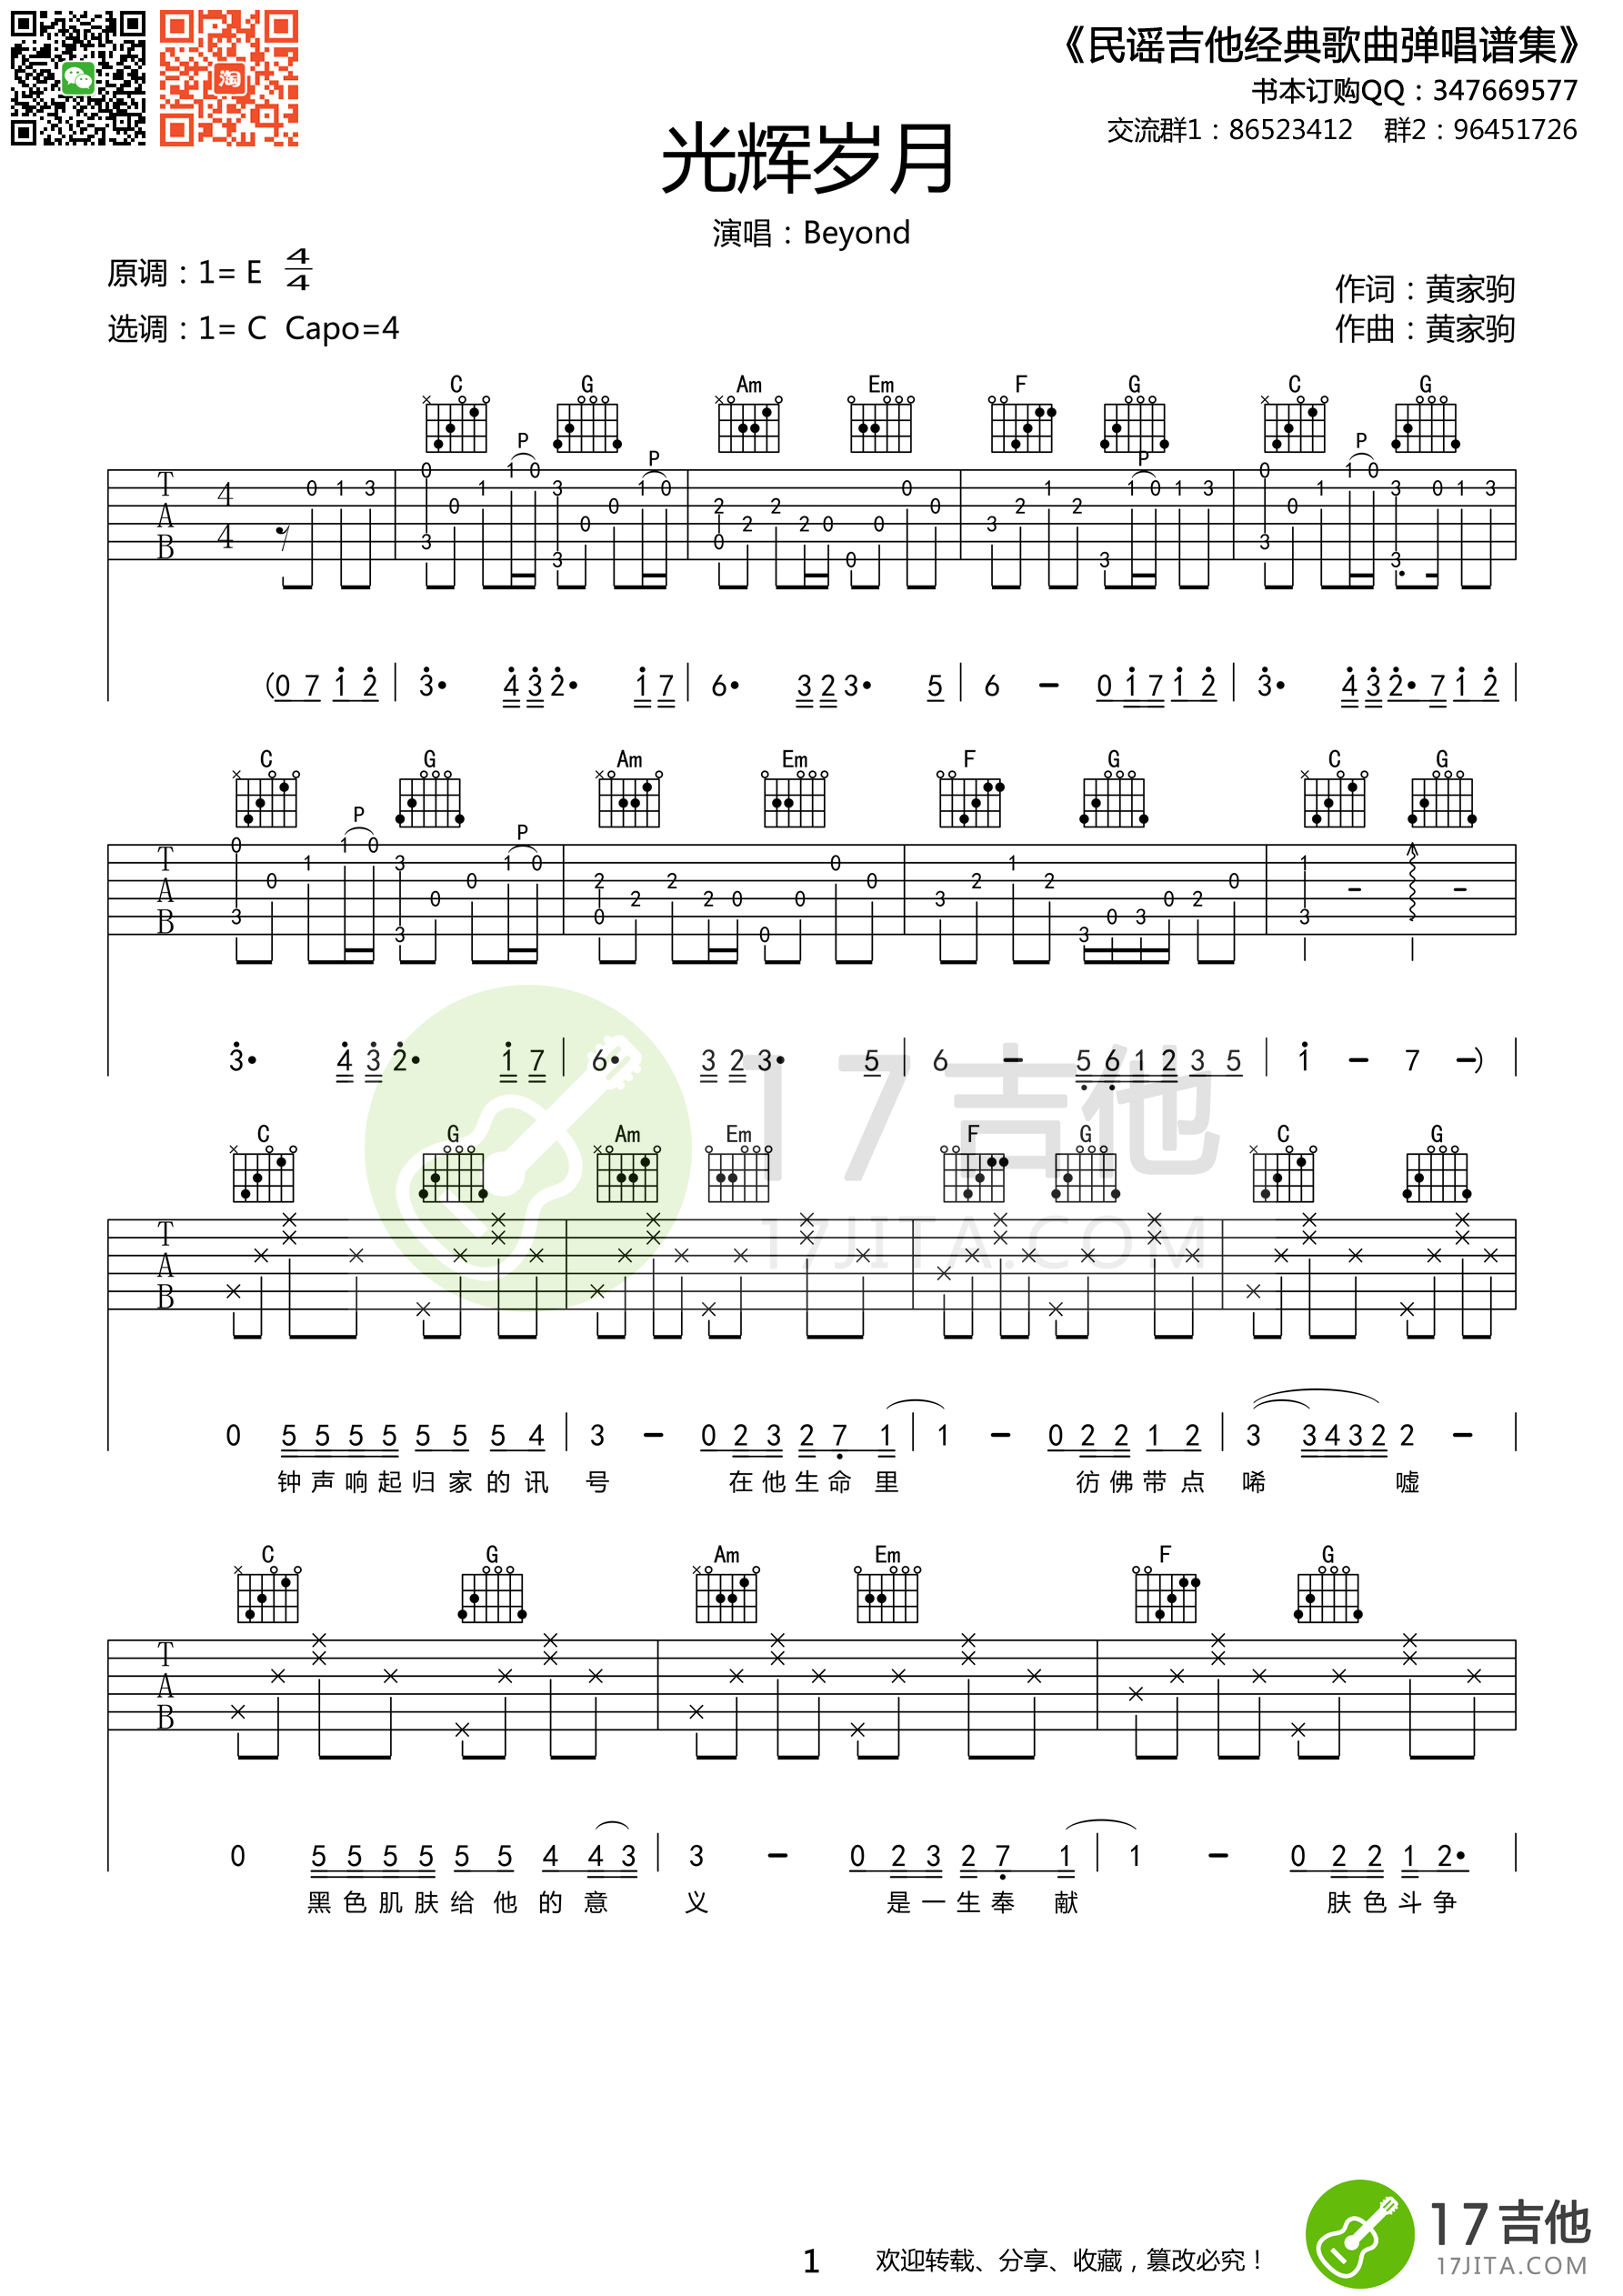 《民谣吉他经典歌曲弹唱谱集》
书本订购QQ：347669577
交流群1：86523412 群2：96451726
光辉岁月
演唱：Beyond
原调：1= E 4/4
选调：1= C Capo=4
作词：黄家驹
作曲：黄家驹
C G Am Em F G C G
P P P P
T A B 4 4
(0 7 1 2 | 3· 4 3 2· 1 7 | 6· 3 2 3· 5 | 6 – 0 1 7 1 2 | 3· 4 3 2· 7 1 2 |
C G Am Em F G C G
P P
T A B
3· 4 3 2· 1 7 | 6· 3 2 3· 5 | 6 – 5 6 1 2 3 5 | 1 – 7 –) |
17吉他
17JITA.COM
C G Am Em F G C G
T A B
0 5 5 5 5 5 5 5 4 | 3 – 0 2 3 2 7 1 | 1 – 0 2 2 1 2 | 3 3 4 3 2 2 – |
钟声响起归家的讯 号 在他生命里 彷佛带点 唏 嘘
C G Am Em F G
T A B
0 5 5 5 5 5 5 4 4 3 | 3 – 0 2 3 2 7 1 | 1 – 0 2 2 1 2· |
黑色肌肤给他的意 义 是一生奉献 肤色斗争
1 欢迎转载、分享、收藏，篡改必究！
17吉他
17JITA.COM